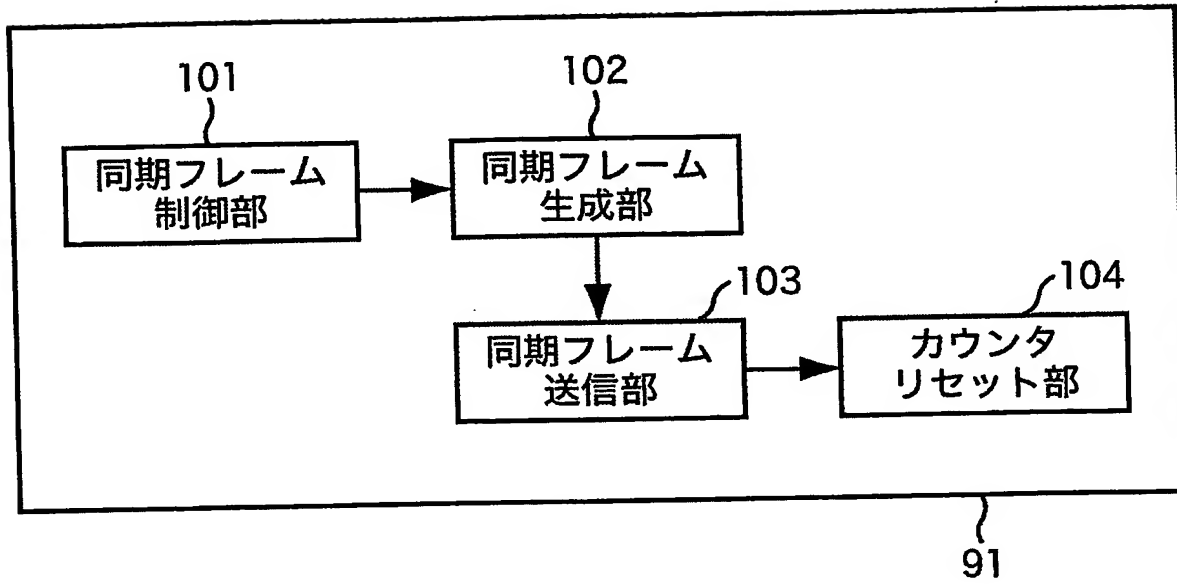 101
102
同期フレーム
制御部
同期フレーム
生成部
103
104
同期フレーム
送信部
カウンタ
リセット部
91